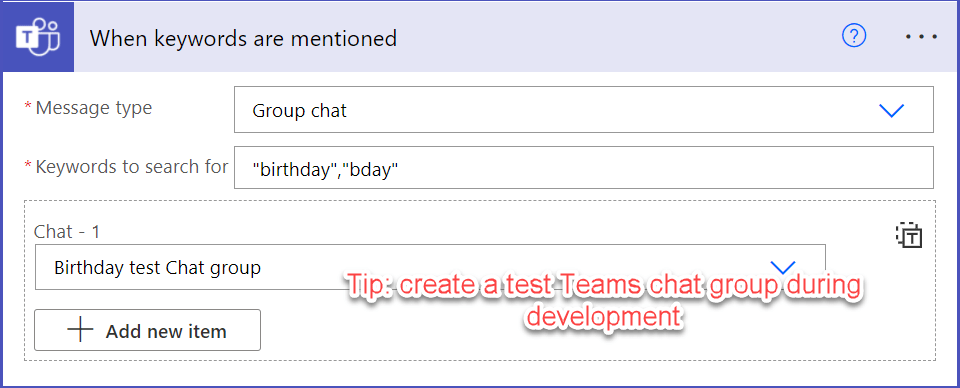 When keywords are mentioned
* Message type
Group chat
* Keywords to search for
"birthday","bday"
Chat - 1
Birthday test Chat group
Tip: create a test Teams chat group during
development
Add new item